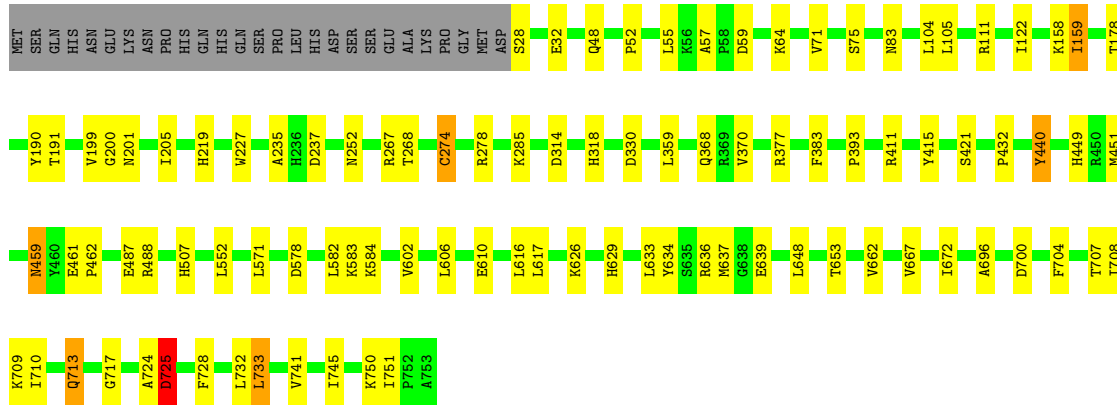 MET SER GLN HIS ASN GLU LYS ASN PRO HIS GLN HIS GLN SER PRO LEU HIS ASP SER SER GLU ALA LYS PRO GLY MET ASP S28 E32 Q48 P52 L55 K56 A57 P58 D59 K64 V71 S75 N83 L104 L105 R111 I122 K158 I159 T178
Y190 T191 V199 G200 N201 I205 H219 W227 A235 H236 D237 N252 R267 T268 C274 R278 K285 D314 H318 D330 L359 Q368 R369 V370 R377 F383 P393 R411 Y415 S421 P432 Y440 H449 R450 M451
N459 Y460 E461 P462 E487 R488 H507 L552 L571 D578 L582 K583 K584 V602 L606 E610 L616 L617 K626 H629 L633 Y634 S635 R636 M637 G638 E639 L648 T653 V662 V667 I672 A696 D700 F704 T707 I708
K709 I710 Q713 G717 A724 D725 F728 L732 L733 V741 I745 K750 I751 P752 A753